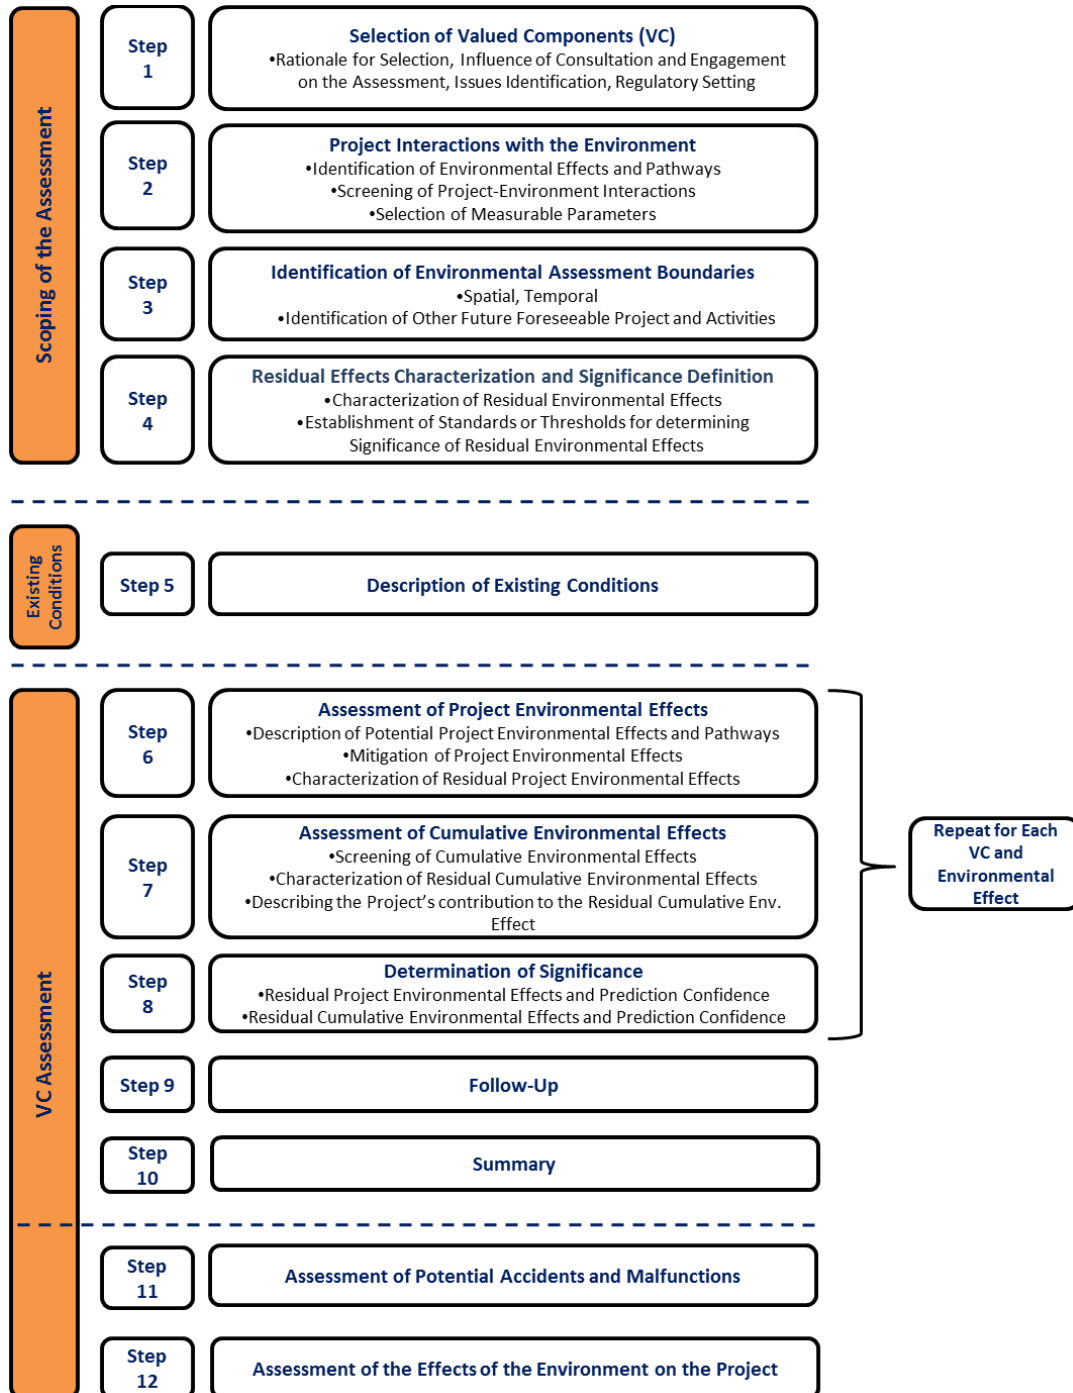 Scoping of the Assessment
Step
1
Selection of Valued Components (VC)
•Rationale for Selection, Influence of Consultation and Engagement
on the Assessment, Issues Identification, Regulatory Setting
Step
2
Project Interactions with the Environment
•Identification of Environmental Effects and Pathways
•Screening of Project-Environment Interactions
•Selection of Measurable Parameters
Step
3
Identification of Environmental Assessment Boundaries
•Spatial, Temporal
•Identification of Other Future Foreseeable Project and Activities
Step
4
Residual Effects Characterization and Significance Definition
•Characterization of Residual Environmental Effects
•Establishment of Standards or Thresholds for determining
Significance of Residual Environmental Effects
Existing
Conditions
Step 5
Description of Existing Conditions
VC Assessment
Step
6
Assessment of Project Environmental Effects
•Description of Potential Project Environmental Effects and Pathways
•Mitigation of Project Environmental Effects
•Characterization of Residual Project Environmental Effects
Step
7
Assessment of Cumulative Environmental Effects
•Screening of Cumulative Environmental Effects
•Characterization of Residual Cumulative Environmental Effects
•Describing the Project's contribution to the Residual Cumulative Env.
Effect
Step
8
Determination of Significance
•Residual Project Environmental Effects and Prediction Confidence
•Residual Cumulative Environmental Effects and Prediction Confidence
Repeat for Each
VC and
Environmental
Effect
Step 9
Follow-Up
Step
10
Summary
Step
11
Assessment of Potential Accidents and Malfunctions
Step
12
Assessment of the Effects of the Environment on the Project